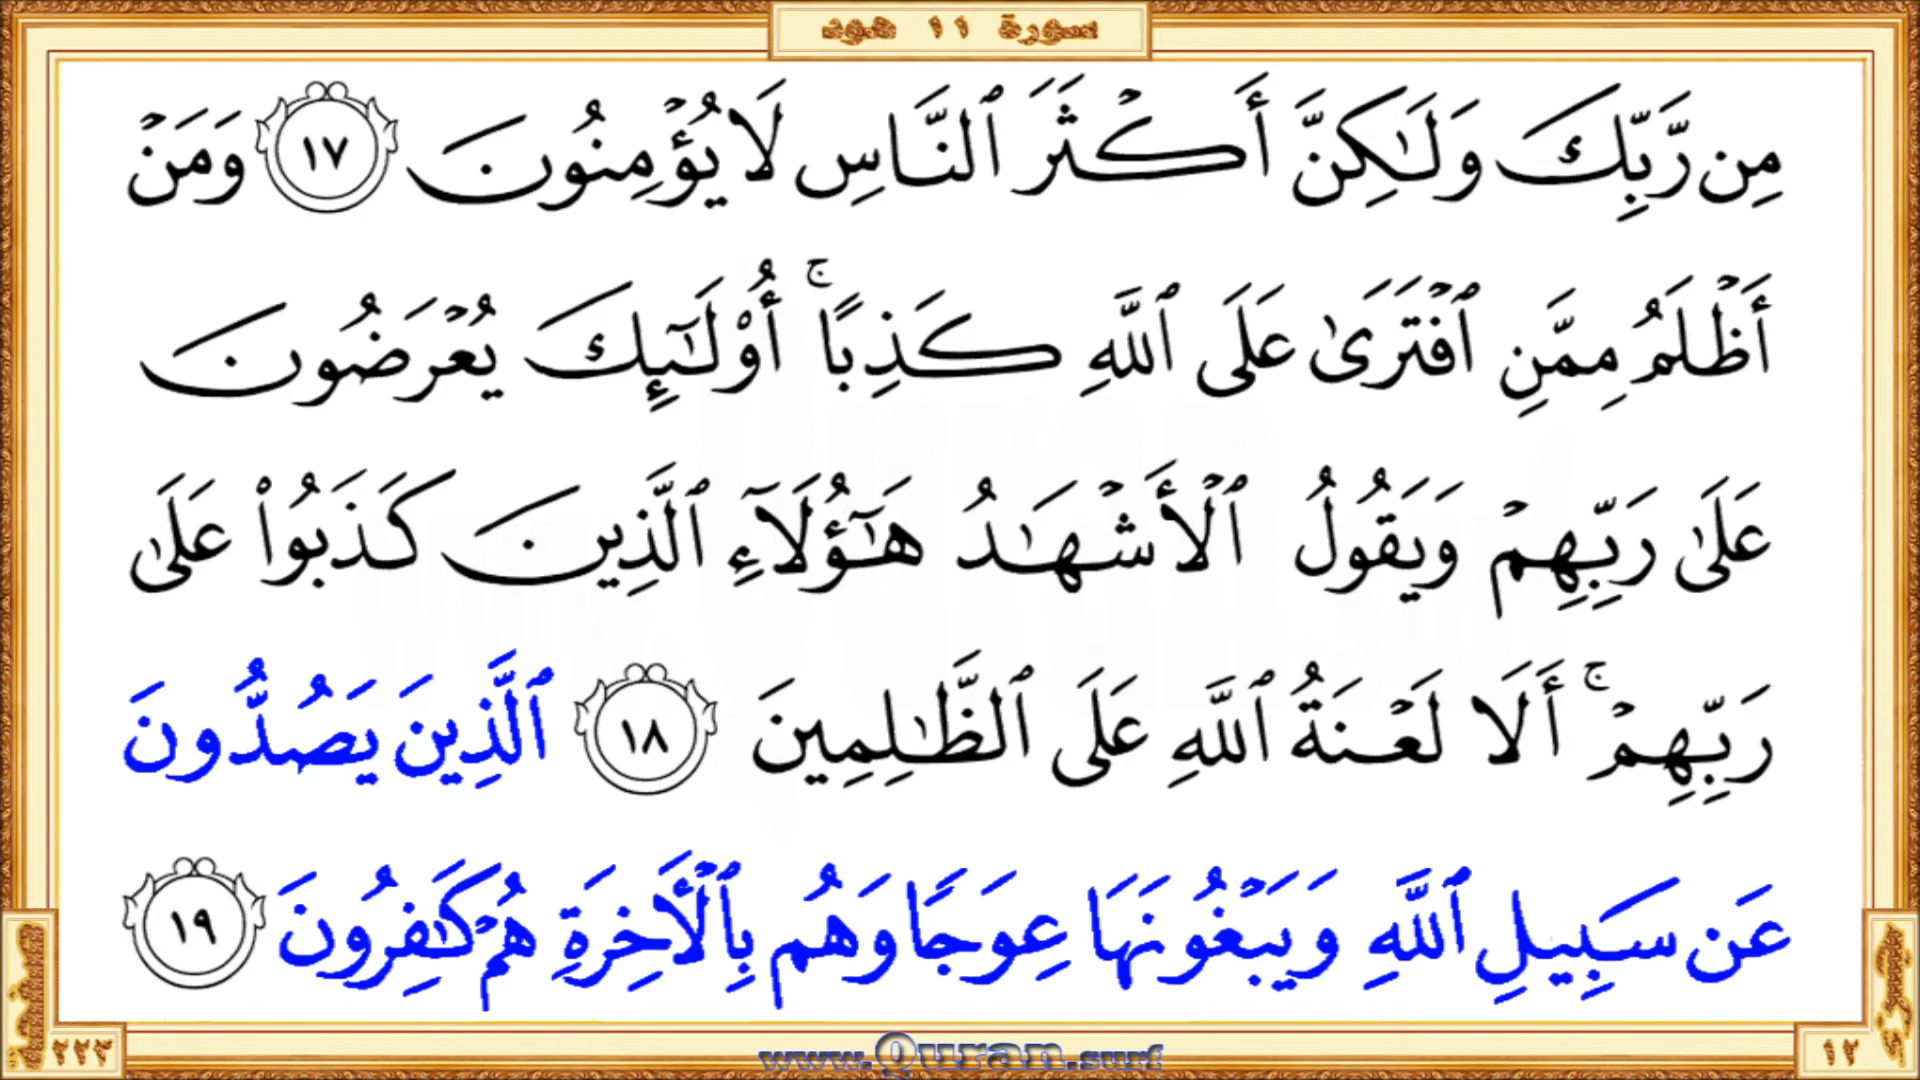 سورة ١١ هود
مِن رَّبِّكَ وَلَٰكِنَّ أَكۡثَرَ ٱلنَّاسِ لَا يُؤۡمِنُونَ ١٧ وَمَنۡ
أَظۡلَمُ مِمَّنِ ٱفۡتَرَىٰ عَلَى ٱللَّهِ كَذِبًاۚ أُوْلَٰٓئِكَ يُعۡرَضُونَ
عَلَىٰ رَبِّهِمۡ وَيَقُولُ ٱلۡأَشۡهَٰدُ هَٰٓؤُلَآءِ ٱلَّذِينَ كَذَبُواْ عَلَىٰ
رَبِّهِمۡۚ أَلَا لَعۡنَةُ ٱللَّهِ عَلَى ٱلظَّٰلِمِينَ ١٨ ٱلَّذِينَ يَصُدُّونَ
عَن سَبِيلِ ٱللَّهِ وَيَبۡغُونَهَا عِوَجًا وَهُم بِٱلۡأٓخِرَةِ هُمۡ كَٰفِرُونَ ١٩
صفحة
٢٢٣
www.Quran.surf
١٢